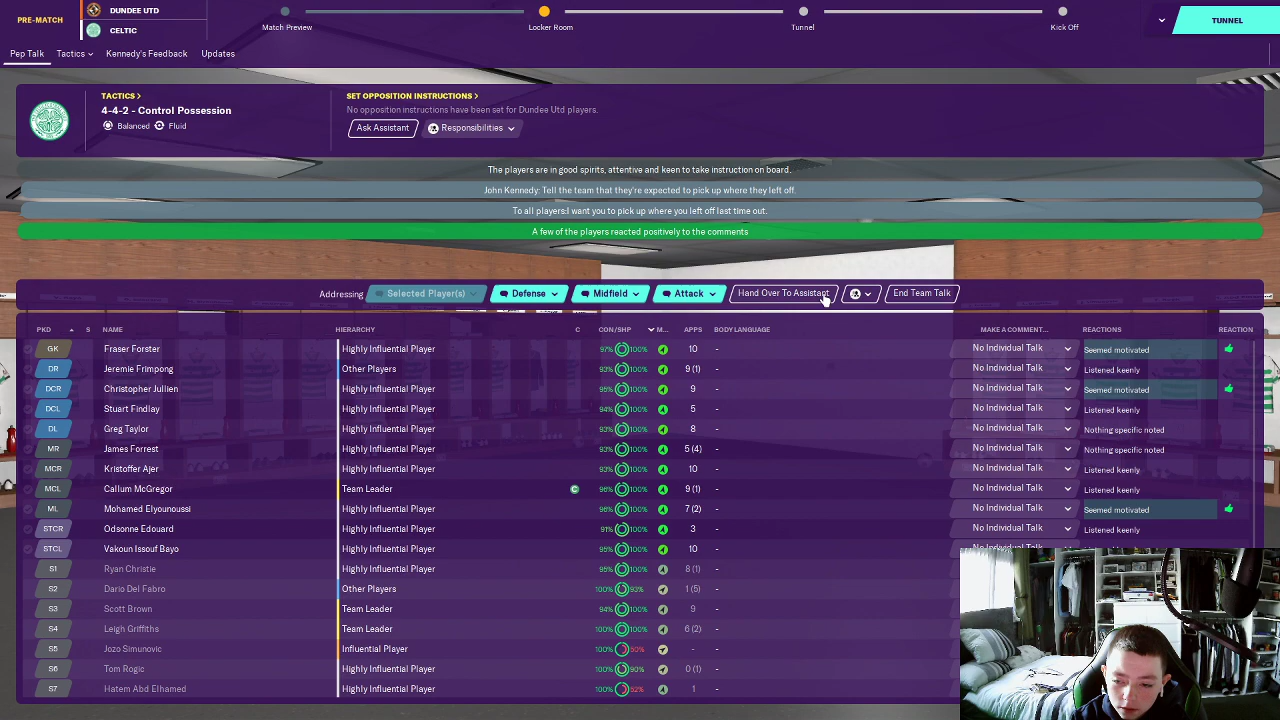 PRE-MATCH
DUNDEE UTD
CELTIC
Match Preview
Locker Room
Tunnel
Kick Off
TUNNEL
Pep Talk
Tactics
Kennedy's Feedback
Updates
TACTICS >
4-4-2 - Control Possession
Balanced Fluid
SET OPPOSITION INSTRUCTIONS >
No opposition instructions have been set for Dundee Utd players.
Ask Assistant
Responsibilities
The players are in good spirits, attentive and keen to take instruction on board.
John Kennedy: Tell the team that they're expected to pick up where they left off.
To all players:I want you to pick up where you left off last time out.
A few of the players reacted positively to the comments
Addressing Selected Player(s) Defense Midfield Attack Hand Over To Assistant End Team Talk
PKD S NAME HIERARCHY C CON/SHP M... APPS BODY LANGUAGE MAKE A COMMENT... REACTIONS REACTION
GK Fraser Forster Highly Influential Player 97% 100% 10 - No Individual Talk Seemed motivated
DR Jeremie Frimpong Other Players 93% 100% 9 (1) - No Individual Talk Listened keenly
DCR Christopher Jullien Highly Influential Player 95% 100% 9 - No Individual Talk Seemed motivated
DCL Stuart Findlay Highly Influential Player 94% 100% 5 - No Individual Talk Listened keenly
DL Greg Taylor Highly Influential Player 93% 100% 8 - No Individual Talk Nothing specific noted
MR James Forrest Highly Influential Player 93% 100% 5 (4) - No Individual Talk Nothing specific noted
MCR Kristoffer Ajer Highly Influential Player 93% 100% 10 - No Individual Talk Listened keenly
MCL Callum McGregor Team Leader C 96% 100% 9 (1) - No Individual Talk Listened keenly
ML Mohamed Elyounoussi Highly Influential Player 96% 100% 7 (2) - No Individual Talk Seemed motivated
STCR Odsonne Edouard Highly Influential Player 91% 100% 3 - No Individual Talk Listened keenly
STCL Vakoun Issouf Bayo Highly Influential Player 95% 100% 10 - No Individual Talk
S1 Ryan Christie Highly Influential Player 95% 100% 8 (1) -
S2 Dario Del Fabro Other Players 100% 93% 1 (5) -
S3 Scott Brown Team Leader 94% 100% 9 -
S4 Leigh Griffiths Team Leader 100% 100% 6 (2) -
S5 Jozo Simunovic Influential Player 100% 50% - -
S6 Tom Rogic Highly Influential Player 100% 90% 0 (1) -
S7 Hatem Abd Elhamed Highly Influential Player 100% 52% 1 -